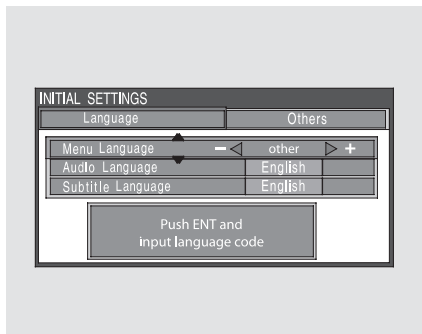 INITIAL SETTINGS
Language Others
Menu Language − other +
Audio Language English
Subtitle Language English
Push ENT and
input language code